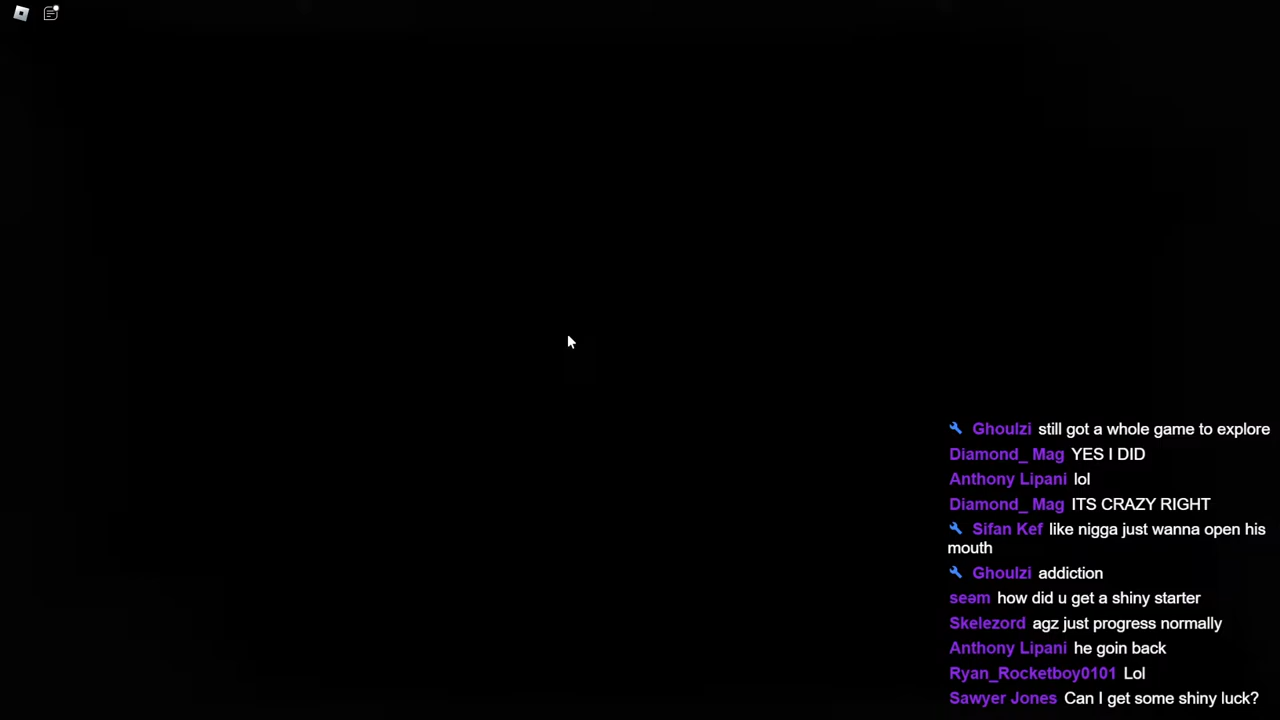 Ghoulzi still got a whole game to explore
Diamond_ Mag YES I DID
Anthony Lipani lol
Diamond_ Mag ITS CRAZY RIGHT
Sifan Kef like nigga just wanna open his
mouth
Ghoulzi addiction
seəm how did u get a shiny starter
Skelezord agz just progress normally
Anthony Lipani he goin back
Ryan_Rocketboy0101 Lol
Sawyer Jones Can I get some shiny luck?